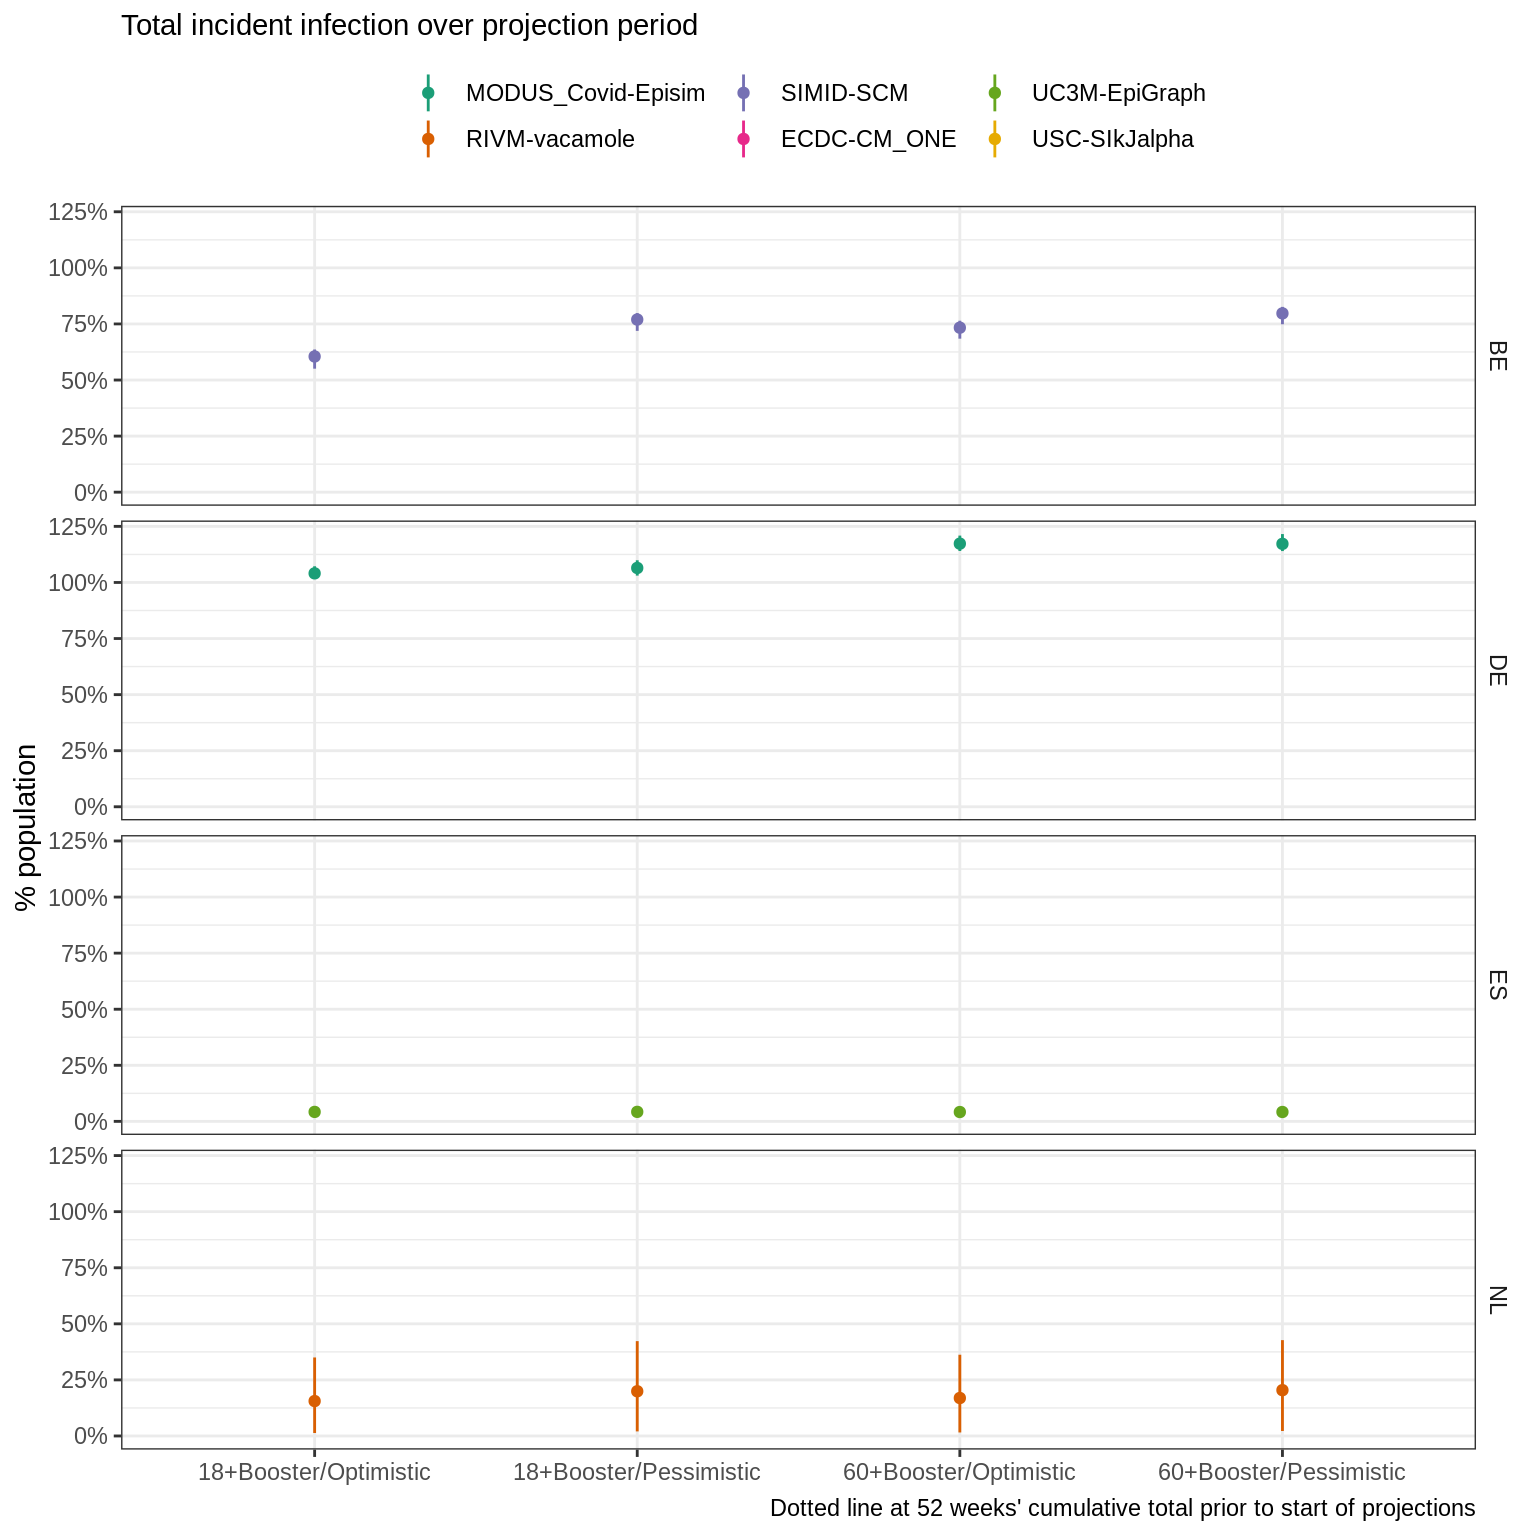 Total incident infection over projection period
MODUS_Covid-Episim SIMID-SCM UC3M-EpiGraph
RIVM-vacamole ECDC-CM_ONE USC-SIkJalpha
% population
125%
100%
75%
50%
25%
0%
BE
125%
100%
75%
50%
25%
0%
DE
125%
100%
75%
50%
25%
0%
ES
125%
100%
75%
50%
25%
0%
NL
18+Booster/Optimistic 18+Booster/Pessimistic 60+Booster/Optimistic 60+Booster/Pessimistic
Dotted line at 52 weeks' cumulative total prior to start of projections